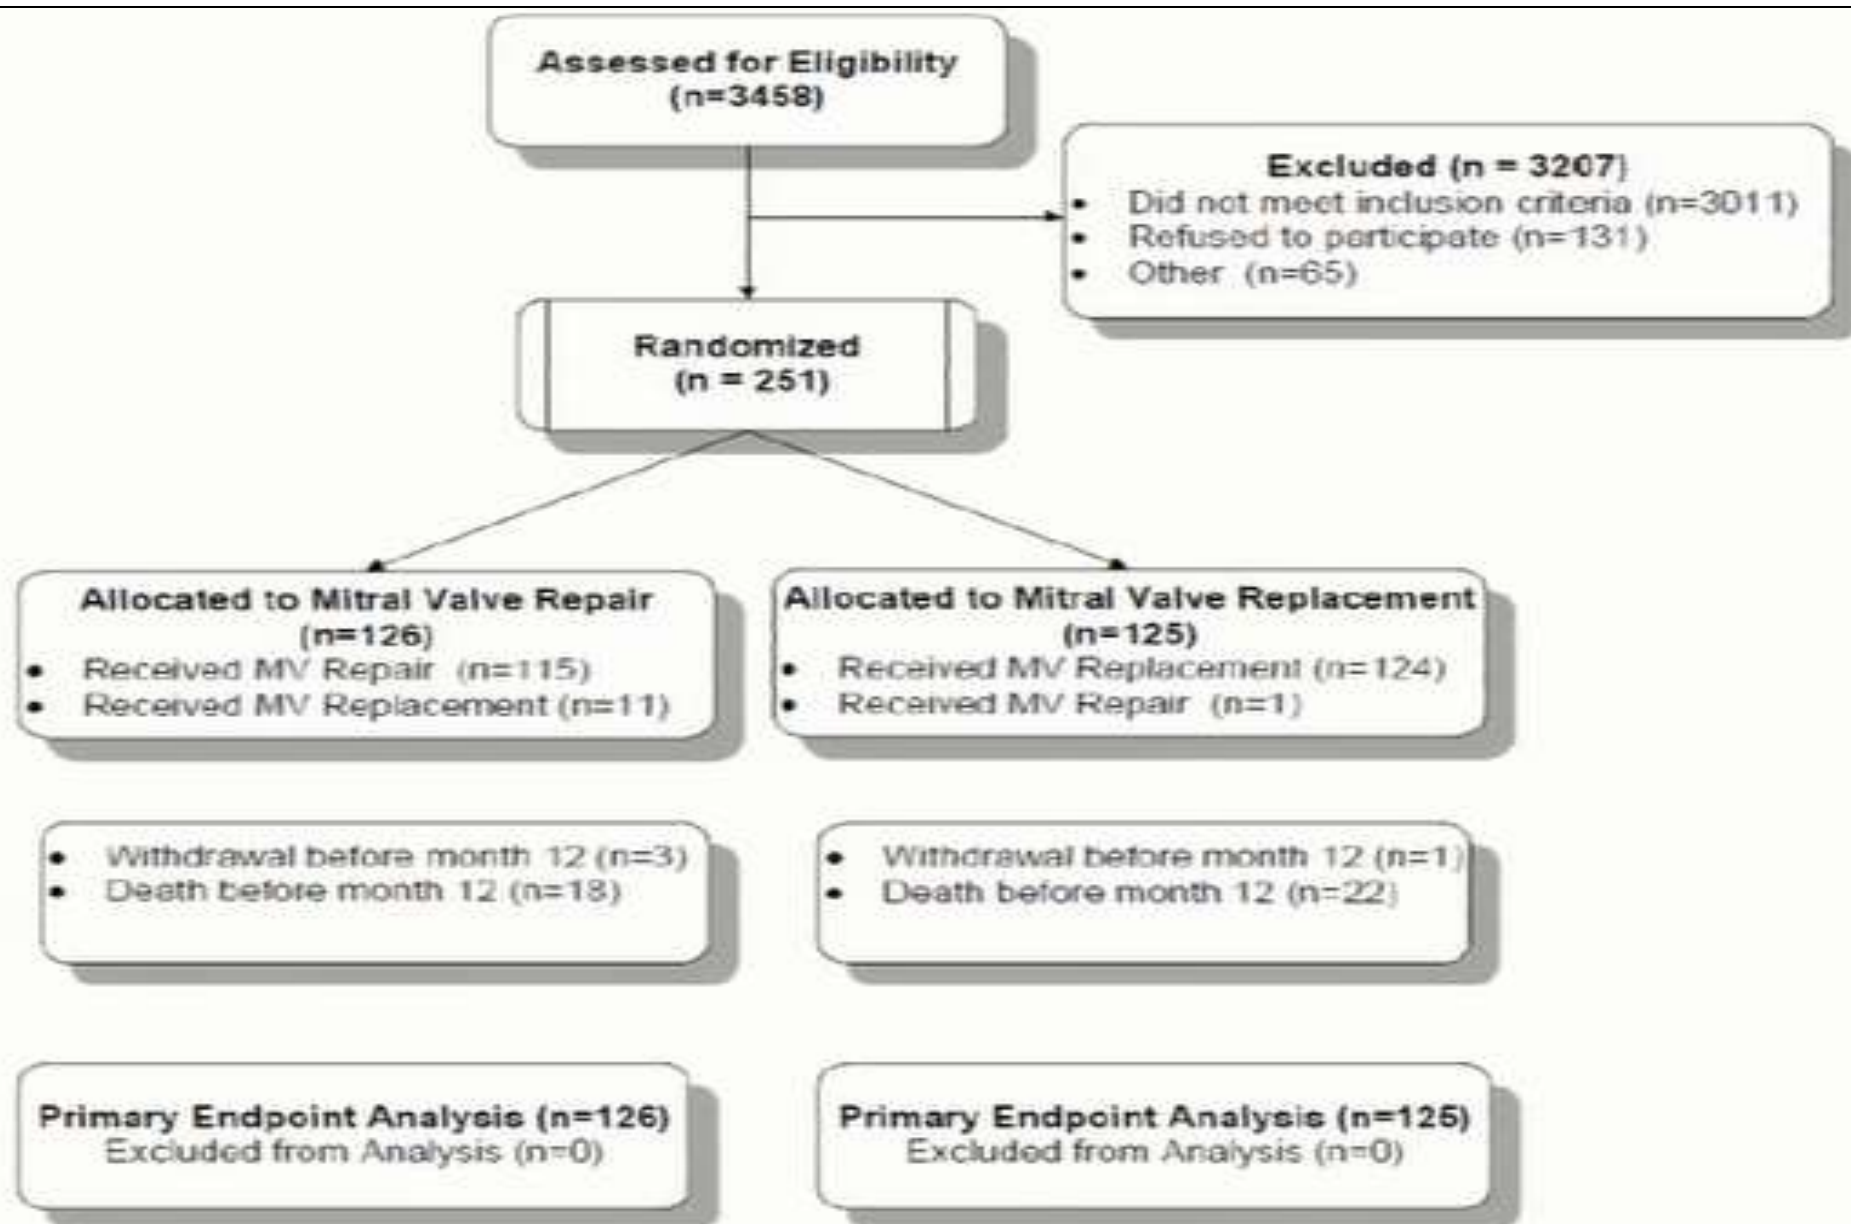 Assessed for Eligibility
(n=3458)
Excluded (n = 3207)
• Did not meet inclusion criteria (n=3011)
• Refused to participate (n=131)
• Other (n=65)
Randomized
(n = 251)
Allocated to Mitral Valve Repair
(n=126)
• Received MV Repair (n=115)
• Received MV Replacement (n=11)
Allocated to Mitral Valve Replacement
(n=125)
• Received MV Replacement (n=124)
• Received MV Repair (n=1)
• Withdrawal before month 12 (n=3)
• Death before month 12 (n=18)
• Withdrawal before month 12 (n=1)
• Death before month 12 (n=22)
Primary Endpoint Analysis (n=126)
Excluded from Analysis (n=0)
Primary Endpoint Analysis (n=125)
Excluded from Analysis (n=0)